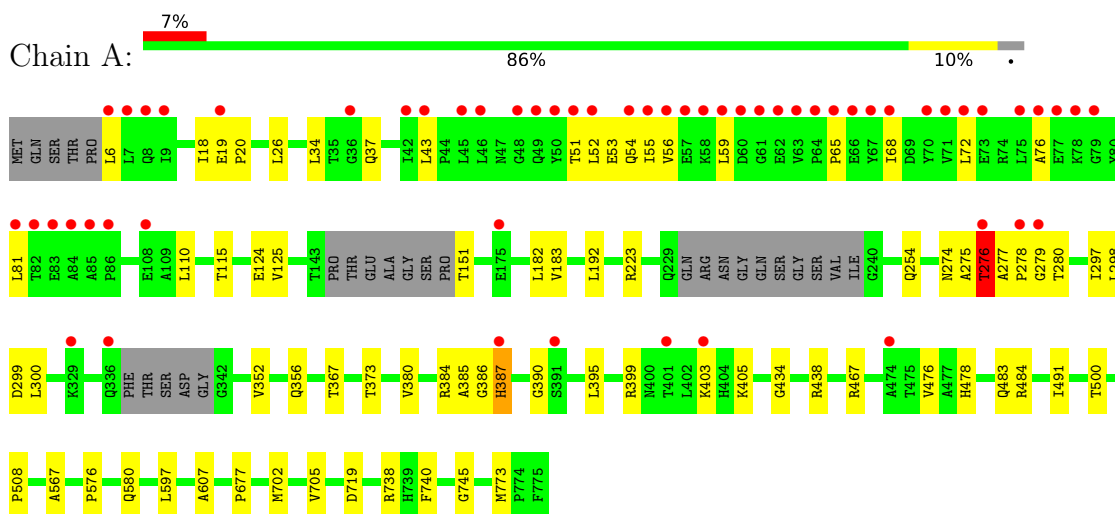 7%
Chain A:
86% 10% •
MET GLN SER THR PRO L6 L7 Q8 I9 I18 E19 P20 L26 L34 T35 G36 Q37 I42 L43 P44 L45 L46 N47 G48 Q49 Y50 T51 L52 E53 Q54 I55 V56 E57 K58 L59 D60 G61 E62 V63 P64 P65 E66 Y67 I68 D69 Y70 V71 L72 E73 R74 L75 A76 E77 K78 G79 Y80
L81 T82 E83 A84 A85 P86 E108 A109 L110 T115 E124 V125 T143 PRO THR GLU ALA GLY SER PRO T151 E175 L182 V183 L192 R223 Q229 GLN ARG ASN GLY GLN SER GLY SER VAL ILE G240 Q254 N274 A275 T276 A277 P278 G279 T280 I297 L298
D299 L300 K329 Q336 PHE THR SER ASP GLY G342 V352 Q356 T367 T373 V380 R384 A385 G386 H387 G390 S391 L395 R399 N400 T401 L402 K403 H404 K405 G434 R438 R467 A474 T475 V476 A477 H478 Q483 R484 I491 T500
P508 A567 P576 Q580 L597 A607 P677 M702 V705 D719 R738 H739 F740 G745 M773 P774 F775